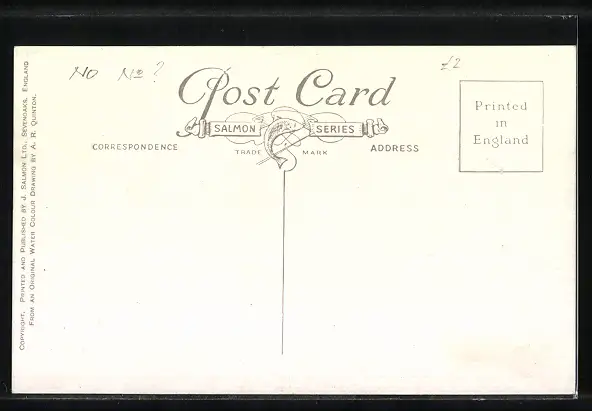 NO Nº ?
£2
Post Card
SALMON SERIES
TRADE MARK
CORRESPONDENCE
ADDRESS
Printed
in
England
COPYRIGHT, PRINTED AND PUBLISHED BY J. SALMON LTD., SEVENOAKS, ENGLAND
FROM AN ORIGINAL WATER COLOUR DRAWING BY A. R. QUINTON.